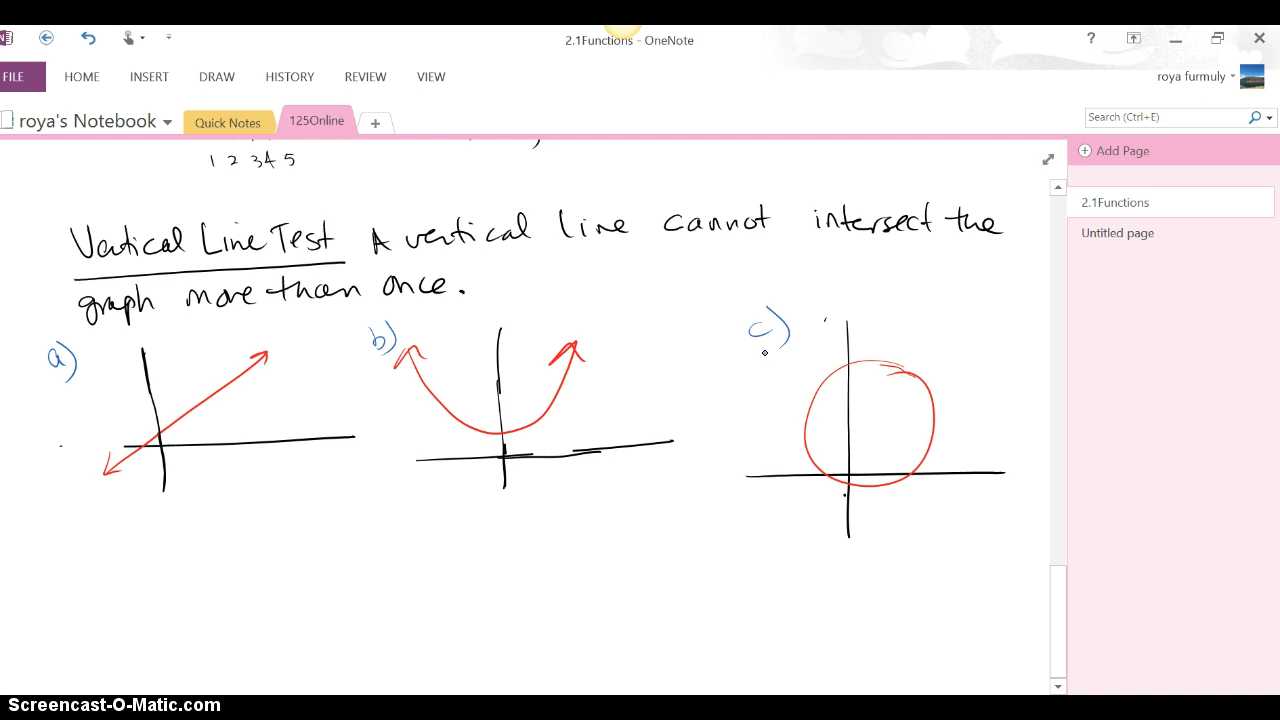 2.1Functions - OneNote
?
FILE HOME INSERT DRAW HISTORY REVIEW VIEW
roya furmuly
roya's Notebook Quick Notes 125Online +
Search (Ctrl+E)
Add Page
2.1Functions
Untitled page
1 2 3 4 5
Vertical Line Test A vertical line cannot intersect the
graph more than once.
a) b) c)
Screencast-O-Matic.com